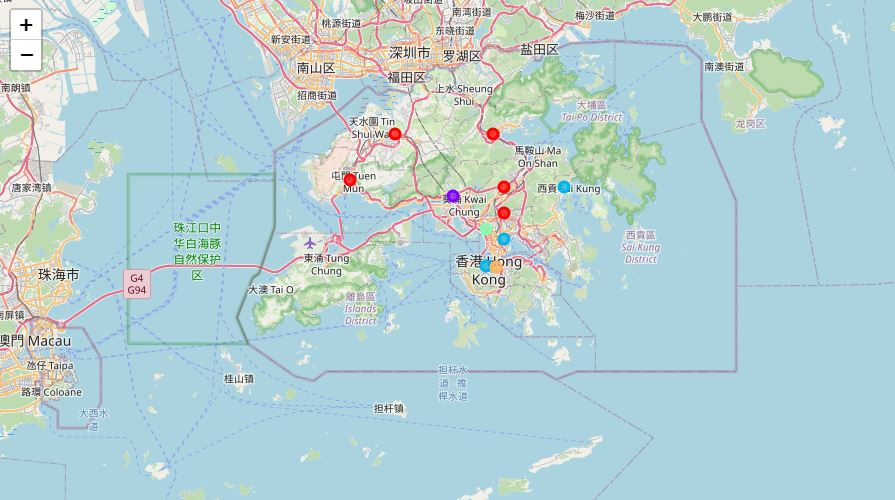 +
−
南朗镇
唐家湾镇
珠海市
南屏镇
澳門 Macau
氹仔 Taipa
路環 Coloane
大西水
道
桃源街道
新安街道
南山区
招商街道
坂田街道
南湾街道
东晓街道
深圳市
罗湖区
福田区
盐田区
梅沙街道
大鹏街道
南澳街道
龙岗区
上水 Sheung
Shui
天水圍 Tin
Shui Wa
大埔區
Tai Po District
馬鞍山 Ma
On Shan
屯門 Tuen
Mun
葵涌 Kwai
Chung
西貢 Sai Kung
西貢區
Sai Kung
District
珠江口中
华白海豚
自然保护
区
G4
G94
東涌 Tung
Chung
大澳 Tai O
離島區
Islands
District
香港 Hong
Kong
桂山镇
担杆镇
担杆水
道 擔
桿水道